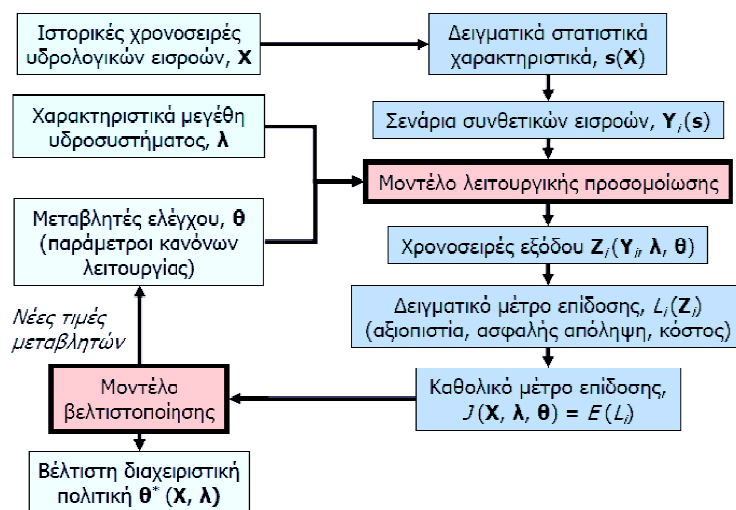 Ιστορικές χρονοσειρές
υδρολογικών εισροών, X
Δειγματικά στατιστικά
χαρακτηριστικά, s(X)
Χαρακτηριστικά μεγέθη
υδροσυστήματος, λ
Σενάρια συνθετικών εισροών, Yi(s)
Μοντέλο λειτουργικής προσομοίωσης
Μεταβλητές ελέγχου, θ
(παράμετροι κανόνων
λειτουργίας)
Χρονοσειρές εξόδου Zi(Yi, λ, θ)
Δειγματικό μέτρο επίδοσης, Li(Zi)
(αξιοπιστία, ασφαλής απόληψη, κόστος)
Νέες τιμές
μεταβλητών
Μοντέλα
βελτιστοποίησης
Καθολικό μέτρο επίδοσης,
J(X, λ, θ) = E(Li)
Βέλτιστη διαχειριστική
πολιτική θ* (X, λ)